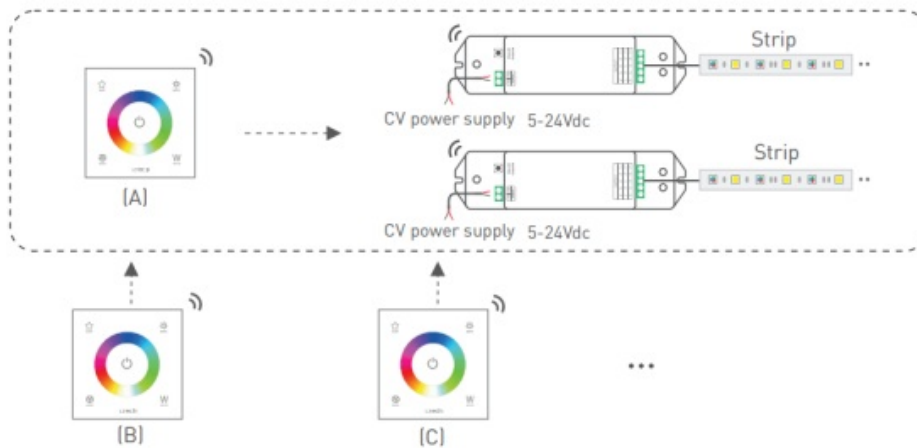 Strip
CV power supply 5-24Vdc
Strip
CV power supply 5-24Vdc
(A)
(B)
(C)
W
W
W